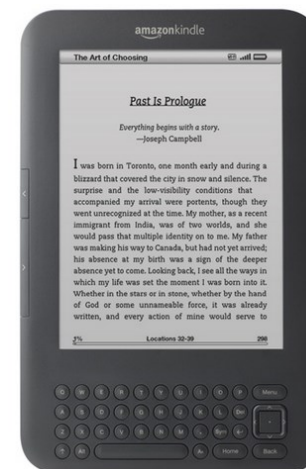 amazonkindle
The Art of Choosing
Past Is Prologue
Everything begins with a story.
—Joseph Campbell
I was born in Toronto, one month early and during a
blizzard that covered the city in snow and silence. The
surprise and the low-visibility conditions that
accompanied my arrival were portents, though they
went unrecognized at the time. My mother, as a recent
immigrant from India, was of two worlds, and she
would pass that multiple identity on to me. My father
was making his way to Canada, but had not yet arrived;
his absence at my birth was a sign of the deeper
absence yet to come. Looking back, I see all the ways in
which my life was set the moment I was born into it.
Whether in the stars or in stone, whether by the hand
of God or some unnameable force, it was already
written, and every action of mine would serve to
Locations 32-39 298
Q W E R T Y U I O P Menu
A S D F G H J K L Del
Z X C V B N M Sym
Alt Aa Home Back